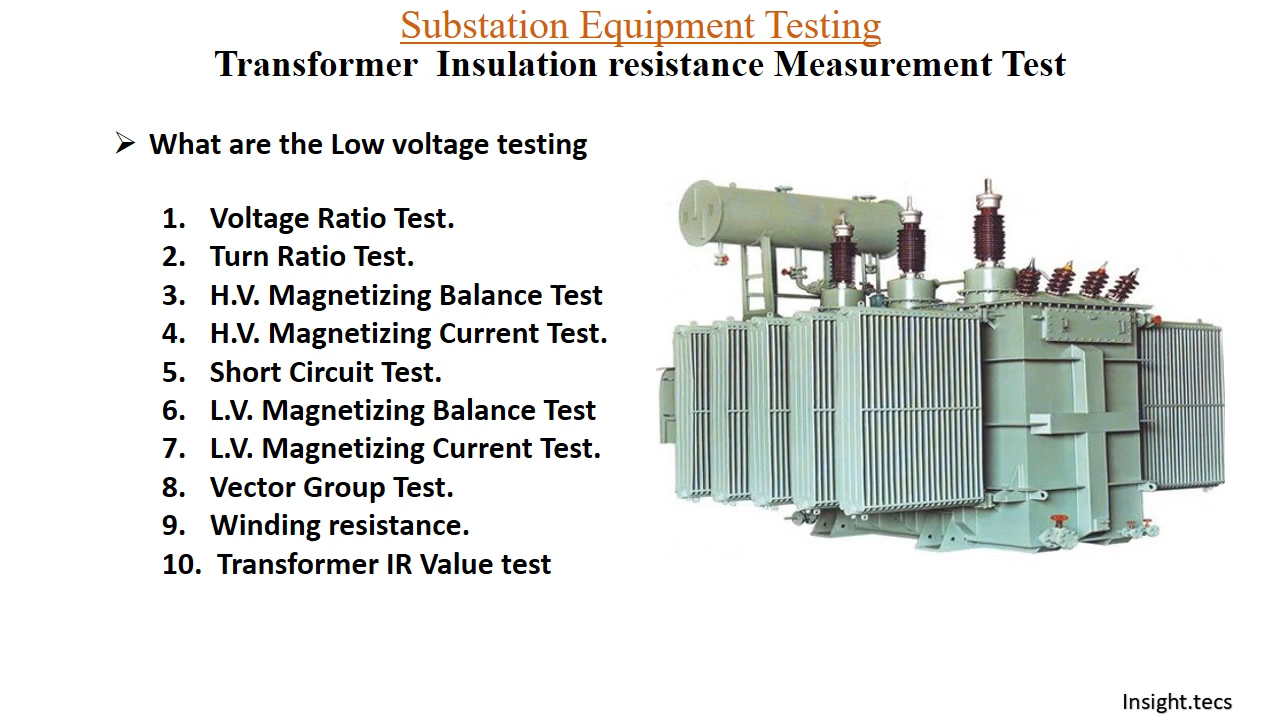 Substation Equipment Testing
Transformer Insulation resistance Measurement Test
➢ What are the Low voltage testing
1. Voltage Ratio Test.
2. Turn Ratio Test.
3. H.V. Magnetizing Balance Test
4. H.V. Magnetizing Current Test.
5. Short Circuit Test.
6. L.V. Magnetizing Balance Test
7. L.V. Magnetizing Current Test.
8. Vector Group Test.
9. Winding resistance.
10. Transformer IR Value test
Insight.tecs